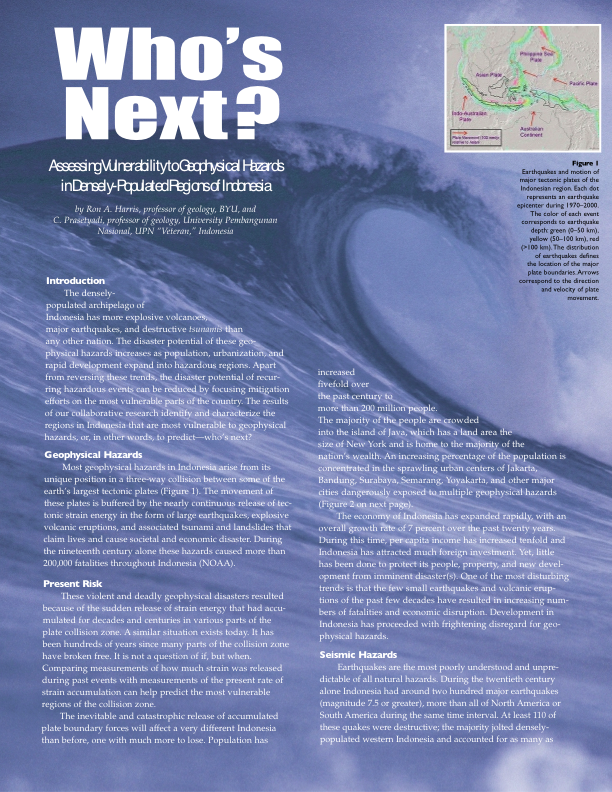 Who's
Next?
Assessing Vulnerability to Geophysical Hazards
in Densely-Populated Regions of Indonesia
by Ron A. Harris, professor of geology, BYU, and
C. Prasetyadi, professor of geology, University Pembangunan
Nasional, UPN “Veteran,” Indonesia
Philippine Sea
Plate
Asian Plate
Pacific Plate
Indo-Australian
Plate
Australian
Continent
Figure 1
Earthquakes and motion of
major tectonic plates of the
Indonesian region. Each dot
represents an earthquake
epicenter during 1970–2000.
The color of each event
corresponds to earthquake
depth: green (0–50 km),
yellow (50–100 km), red
(>100 km). The distribution
of earthquakes defines
the location of the major
plate boundaries. Arrows
correspond to the direction
and velocity of plate
movement.
Introduction
The densely-
populated archipelago of
Indonesia has more explosive volcanoes,
major earthquakes, and destructive tsunamis than
any other nation. The disaster potential of these geo-
physical hazards increases as population, urbanization, and
rapid development expand into hazardous regions. Apart
from reversing these trends, the disaster potential of recur-
ring hazardous events can be reduced by focusing mitigation
efforts on the most vulnerable parts of the country. The results
of our collaborative research identify and characterize the
regions in Indonesia that are most vulnerable to geophysical
hazards, or, in other words, to predict—who's next?
Geophysical Hazards
Most geophysical hazards in Indonesia arise from its
unique position in a three-way collision between some of the
earth's largest tectonic plates (Figure 1). The movement of
these plates is buffered by the nearly continuous release of tec-
tonic strain energy in the form of large earthquakes, explosive
volcanic eruptions, and associated tsunami and landslides that
claim lives and cause societal and economic disaster. During
the nineteenth century alone these hazards caused more than
200,000 fatalities throughout Indonesia (NOAA).
Present Risk
These violent and deadly geophysical disasters resulted
because of the sudden release of strain energy that had accu-
mulated for decades and centuries in various parts of the
plate collision zone. A similar situation exists today. It has
been hundreds of years since many parts of the collision zone
have broken free. It is not a question of if, but when.
Comparing measurements of how much strain was released
during past events with measurements of the present rate of
strain accumulation can help predict the most vulnerable
regions of the collision zone.
The inevitable and catastrophic release of accumulated
plate boundary forces will affect a very different Indonesia
than before, one with much more to lose. Population has
increased
fivefold over
the past century to
more than 200 million people.
The majority of the people are crowded
into the island of Java, which has a land area the
size of New York and is home to the majority of the
nation's wealth. An increasing percentage of the population is
concentrated in the sprawling urban centers of Jakarta,
Bandung, Surabaya, Semarang, Yoyakarta, and other major
cities dangerously exposed to multiple geophysical hazards
(Figure 2 on next page).
The economy of Indonesia has expanded rapidly, with an
overall growth rate of 7 percent over the past twenty years.
During this time, per capita income has increased tenfold and
Indonesia has attracted much foreign investment. Yet, little
has been done to protect its people, property, and new devel-
opment from imminent disaster(s). One of the most disturbing
trends is that the few small earthquakes and volcanic erup-
tions of the past few decades have resulted in increasing num-
bers of fatalities and economic disruption. Development in
Indonesia has proceeded with frightening disregard for geo-
physical hazards.
Seismic Hazards
Earthquakes are the most poorly understood and unpre-
dictable of all natural hazards. During the twentieth century
alone Indonesia had around two hundred major earthquakes
(magnitude 7.5 or greater), more than all of North America or
South America during the same time interval. At least 110 of
these quakes were destructive; the majority jolted densely-
populated western Indonesia and accounted for as many as